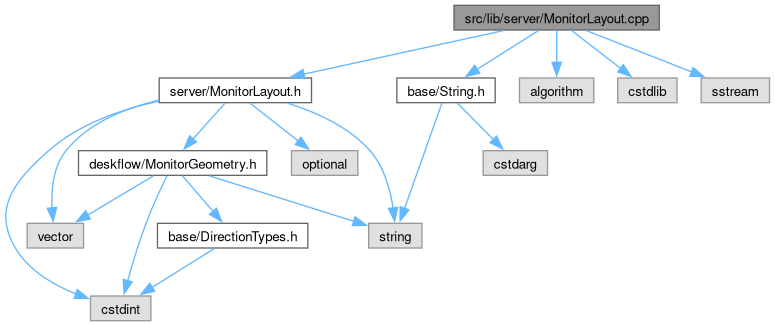 src/lib/server/MonitorLayout.cpp
server/MonitorLayout.h
base/String.h
algorithm
cstdlib
sstream
deskflow/MonitorGeometry.h
optional
cstdarg
vector
base/DirectionTypes.h
string
cstdint